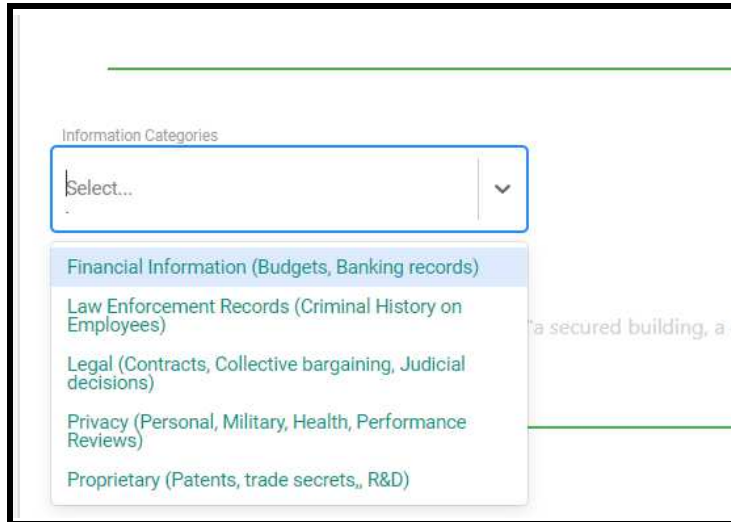 Information Categories
Select...
Financial Information (Budgets, Banking records)
Law Enforcement Records (Criminal History on
Employees)
a secured building, a
Legal (Contracts, Collective bargaining, Judicial
decisions)
Privacy (Personal, Military, Health, Performance
Reviews)
Proprietary (Patents, trade secrets,, R&D)